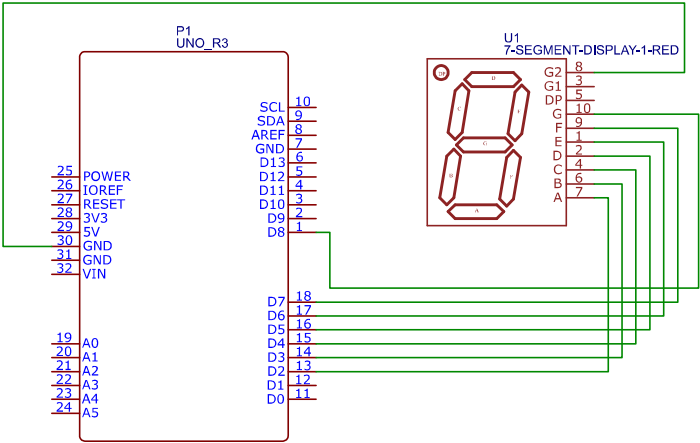 P1
UNO_R3
25 POWER
26 IOREF
27 RESET
28 3V3
29 5V
30 GND
31 GND
32 VIN
19 A0
20 A1
21 A2
22 A3
23 A4
24 A5
SCL 10
SDA 9
AREF 8
GND 7
D13 6
D12 5
D11 4
D10 3
D9 2
D8 1
D7 18
D6 17
D5 16
D4 15
D3 14
D2 13
D1 12
D0 11
U1
7-SEGMENT-DISPLAY-1-RED
G2 8
G1 3
DP 5
G 10
F 9
E 1
D 2
C 4
B 6
A 7
DP
D
C
G
B
A